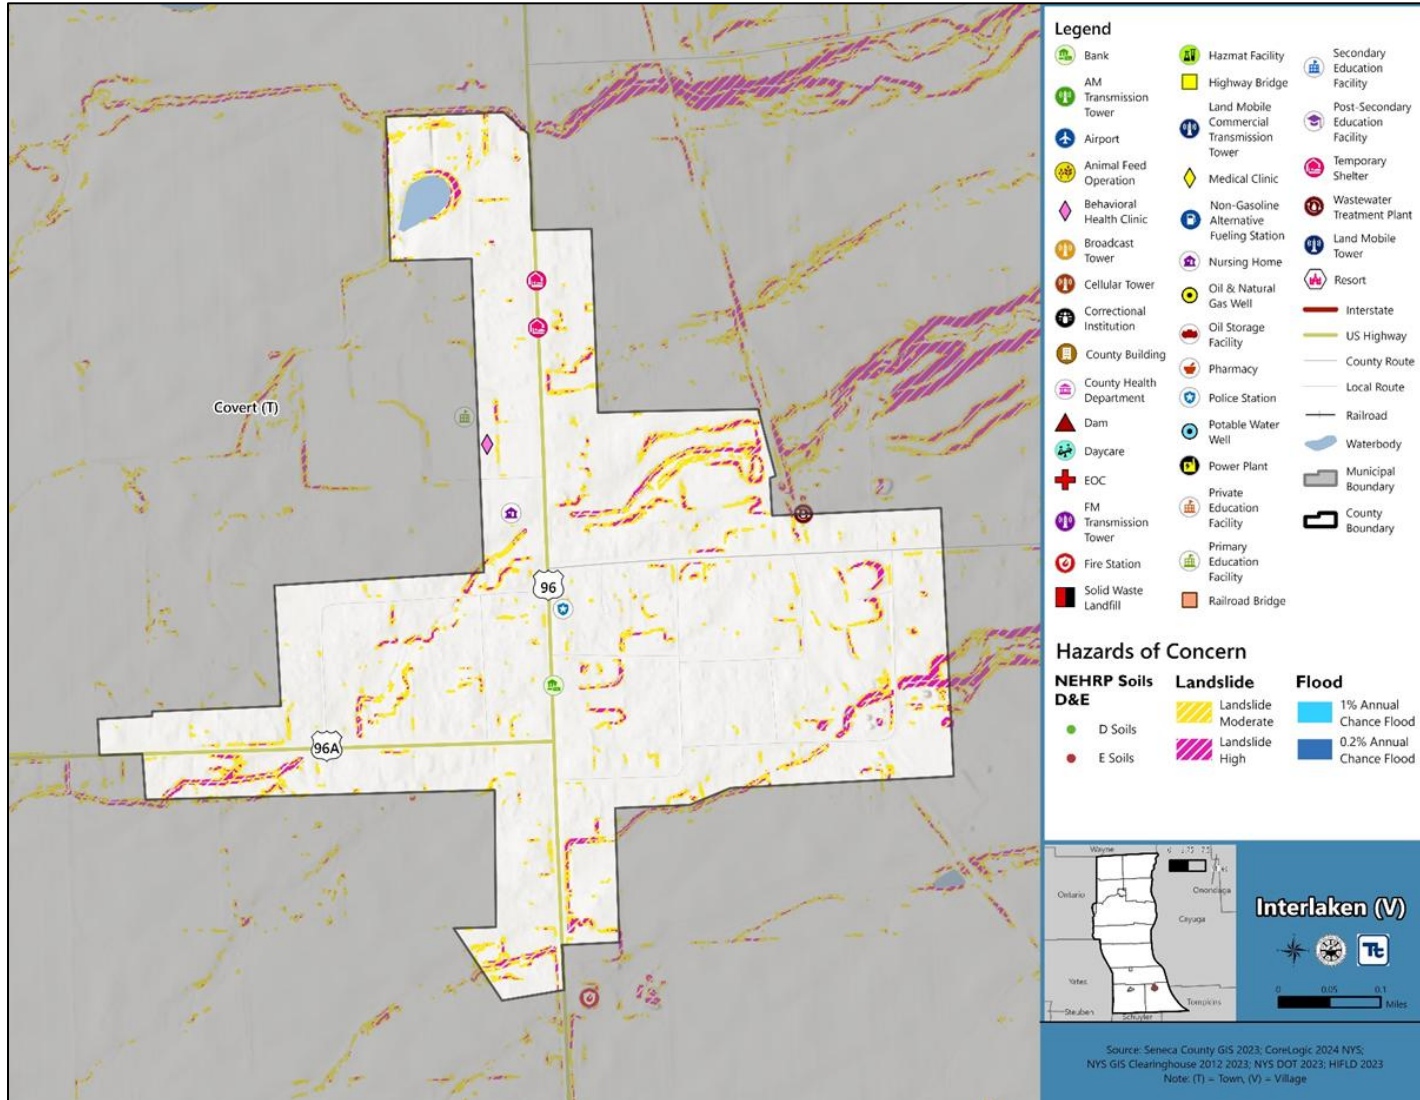 Covert (T)
96
96A
Legend
Bank
AM
Transmission
Tower
Airport
Animal Feed
Operation
Behavioral
Health Clinic
Broadcast
Tower
Cellular Tower
Correctional
Institution
County Building
County Health
Department
Dam
Daycare
EOC
FM
Transmission
Tower
Fire Station
Solid Waste
Landfill
Hazmat Facility
Highway Bridge
Land Mobile
Commercial
Transmission
Tower
Medical Clinic
Non-Gasoline
Alternative
Fueling Station
Nursing Home
Oil & Natural
Gas Well
Oil Storage
Facility
Pharmacy
Police Station
Potable Water
Well
Power Plant
Private
Education
Facility
Primary
Education
Facility
Railroad Bridge
Secondary
Education
Facility
Post-Secondary
Education
Facility
Temporary
Shelter
Wastewater
Treatment Plant
Land Mobile
Tower
Resort
Interstate
US Highway
County Route
Local Route
Railroad
Waterbody
Municipal
Boundary
County
Boundary
Hazards of Concern
NEHRP Soils
D&E
D Soils
E Soils
Landslide
Landslide
Moderate
Landslide
High
Flood
1% Annual
Chance Flood
0.2% Annual
Chance Flood
Wayne
Ontario
Onondaga
Cayuga
Yates
Steuben
Schuyler
Tompkins
Interlaken (V)
Tt
0 0.05 0.1
Miles
Source: Seneca County GIS 2023; CoreLogic 2024 NYS;
NYS GIS Clearinghouse 2012 2023; NYS DOT 2023; HIFLD 2023
Note: (T) = Town, (V) = Village